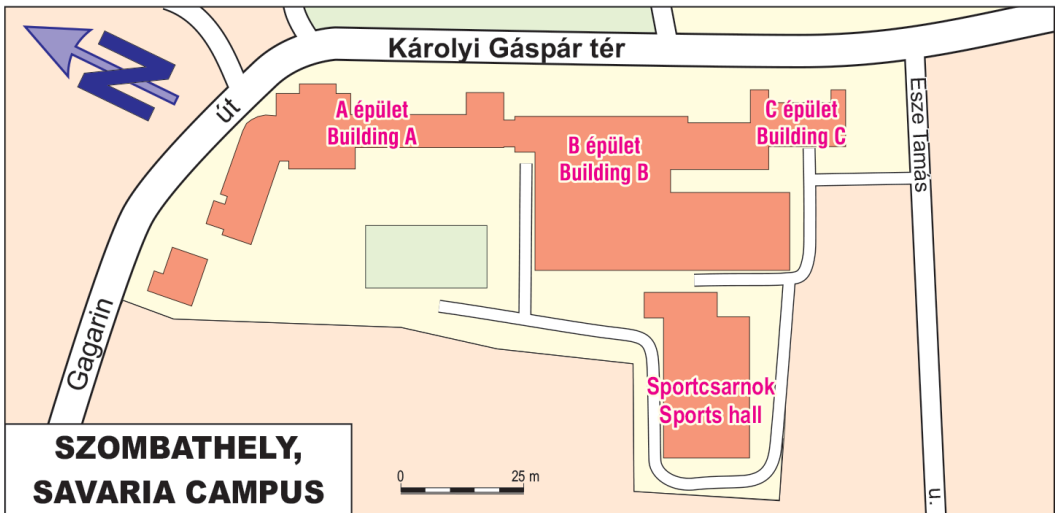 Károlyi Gáspár tér
N
út
A épület
Building A
B épület
Building B
C épület
Building C
Esze Tamás
Gagarin
Sportcsarnok
Sports hall
SZOMBATHELY,
SAVARIA CAMPUS
0 25 m
u.